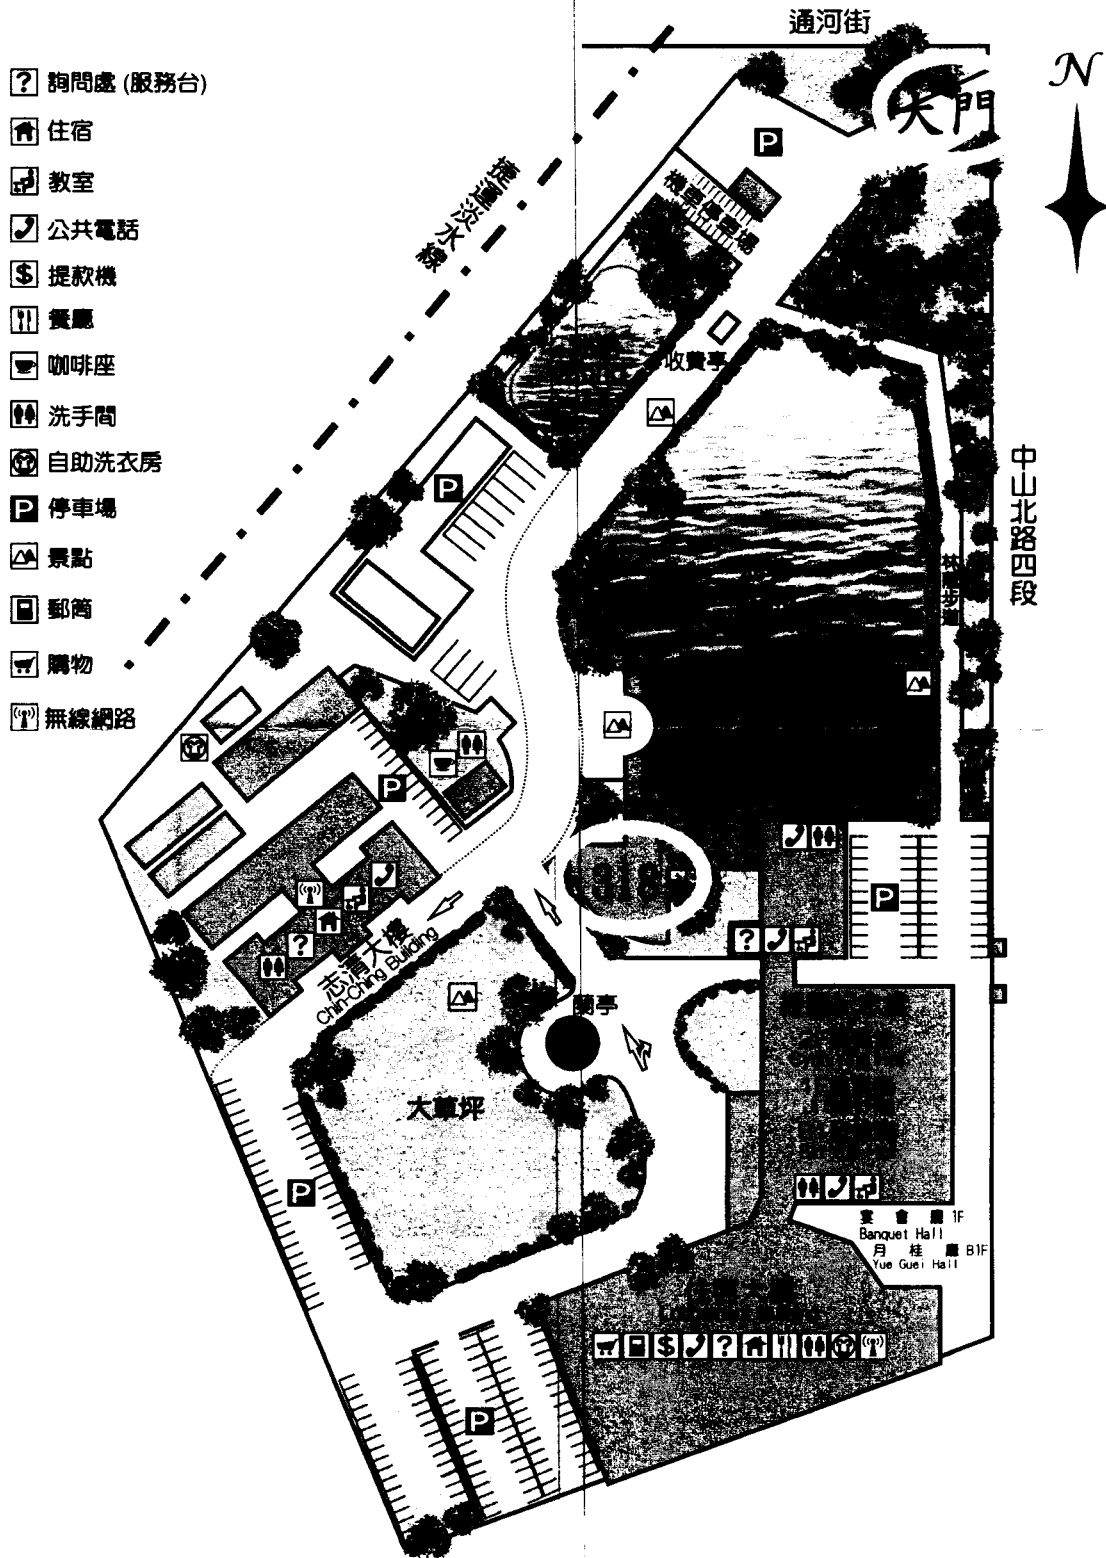 通河街
N
大門
詢問處 (服務台)
住宿
教室
公共電話
提款機
餐廳
咖啡座
洗手間
自助洗衣房
P 停車場
景點
郵筒
購物
無線網路
捷運淡水線
P
機車停車場
收費亭
中山北路四段
P
林蔭步道
P
P
志清大樓
Chih-Ching Building
蘭亭
大草坪
P
宴會廳 1F
Banquet Hall
月桂廳 B1F
Yue Guei Hall
P